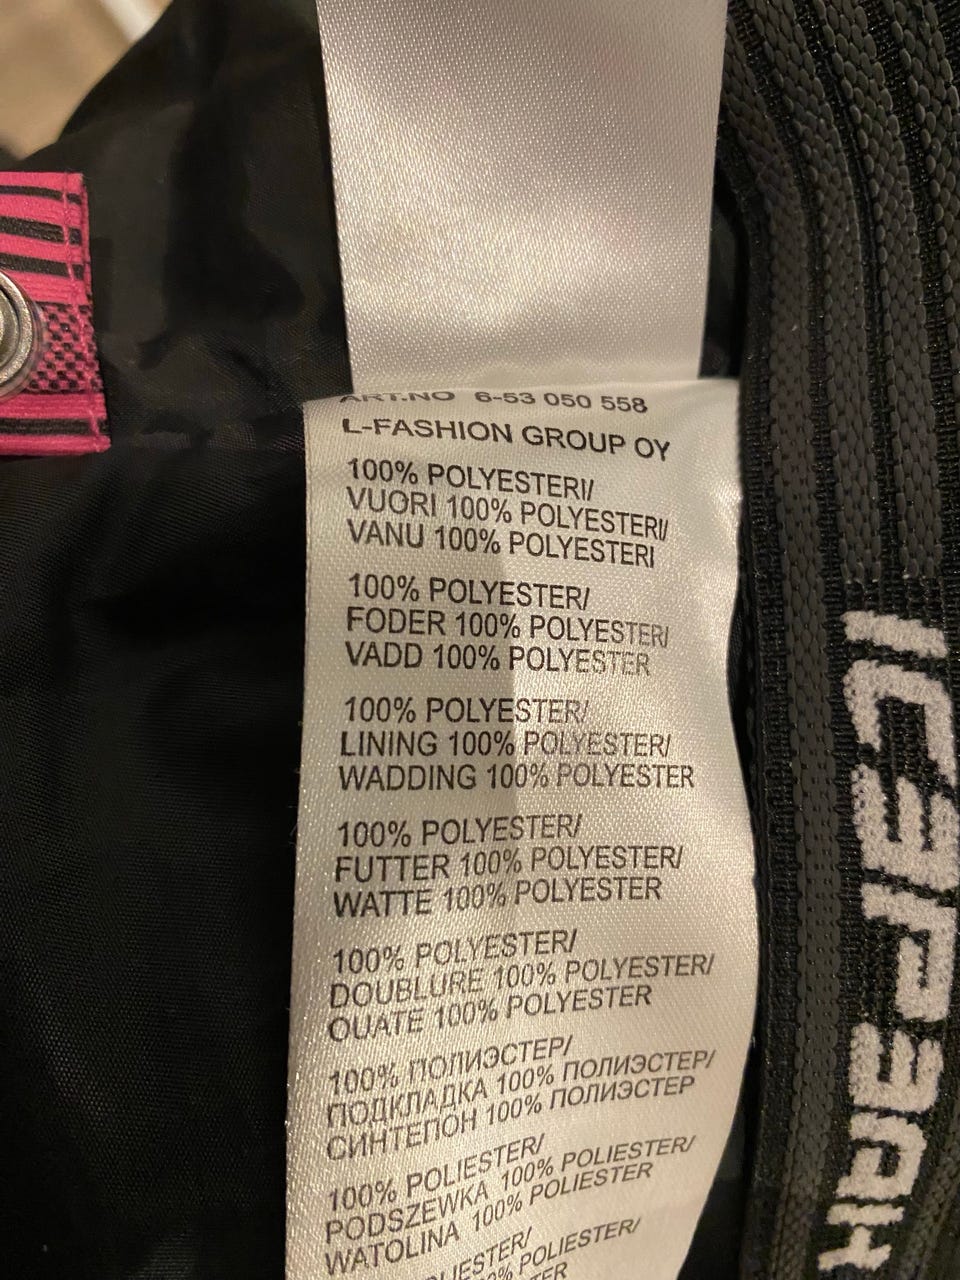 ART.NO 6-53 050 558
L-FASHION GROUP OY
100% POLYESTERI/
VUORI 100% POLYESTERI/
VANU 100% POLYESTERI
100% POLYESTER/
FODER 100% POLYESTER/
VADD 100% POLYESTER
100% POLYESTER/
LINING 100% POLYESTER/
WADDING 100% POLYESTER
100% POLYESTER/
FUTTER 100% POLYESTER/
WATTE 100% POLYESTER
100% POLYESTER/
DOUBLURE 100% POLYESTER/
OUATE 100% POLYESTER
100% ПОЛИЭСТЕР/
ПОДКЛАДКА 100% ПОЛИЭСТЕР/
СИНТЕПОН 100% ПОЛИЭСТЕР
100% POLIESTER/
PODSZEWKA 100% POLIESTER/
WATOLINA 100% POLIESTER
POLIESTER/
ICEPEAK